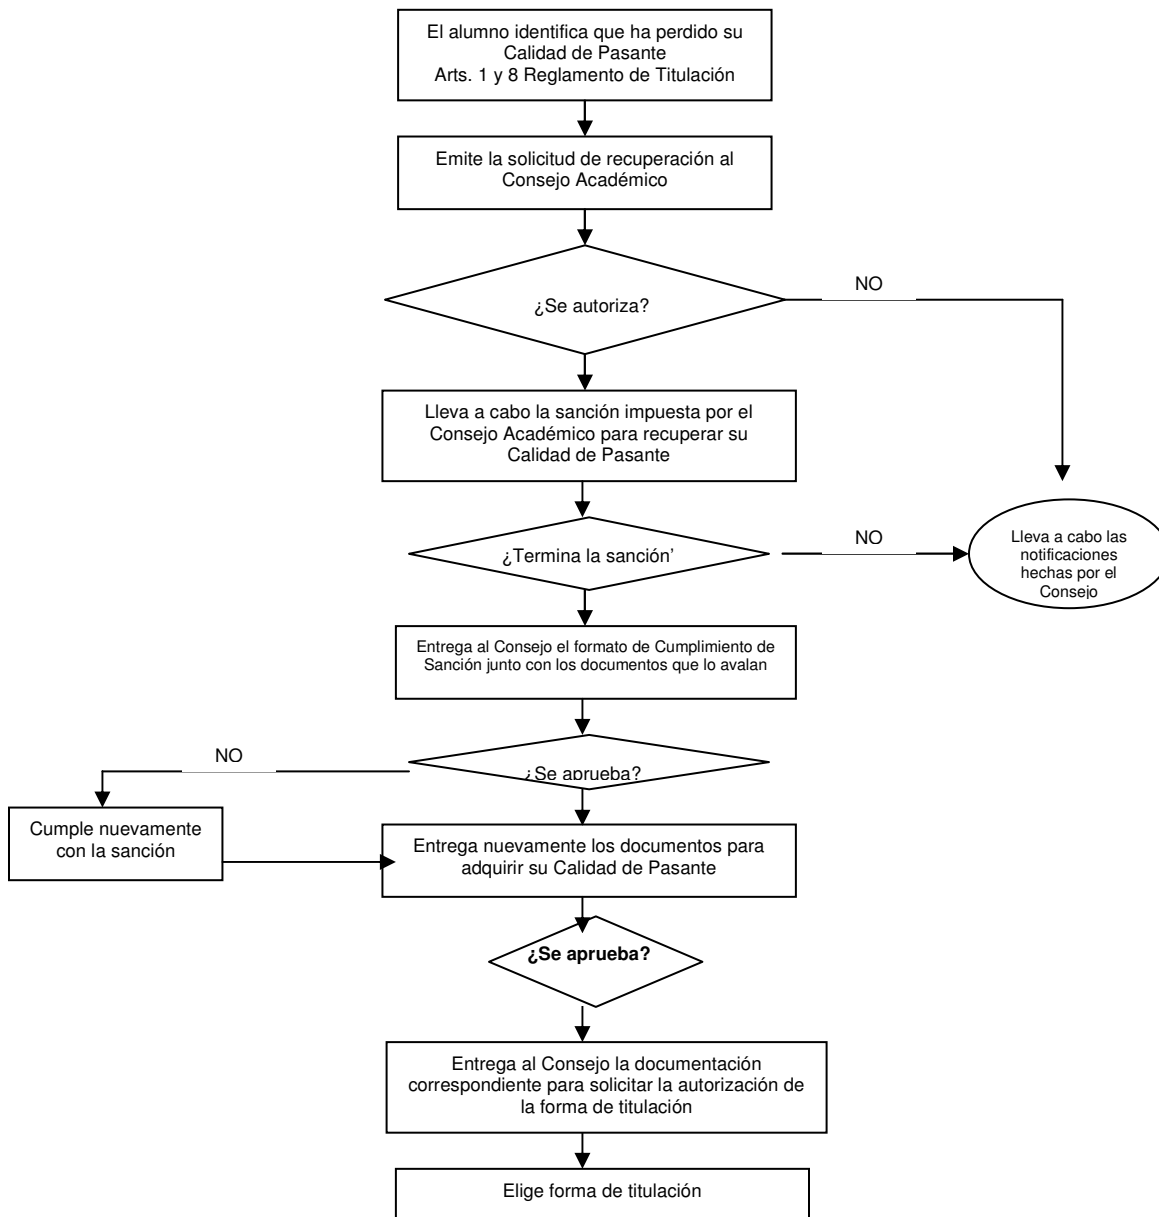 El alumno identifica que ha perdido su
Calidad de Pasante
Arts. 1 y 8 Reglamento de Titulación
Emite la solicitud de recuperación al
Consejo Académico
NO
¿Se autoriza?
Lleva a cabo la sanción impuesta por el
Consejo Académico para recuperar su
Calidad de Pasante
NO
¿Termina la sanción'
Lleva a cabo las
notificaciones
hechas por el
Consejo
Entrega al Consejo el formato de Cumplimiento de
Sanción junto con los documentos que lo avalan
NO
¿Se aprueba?
Cumple nuevamente
con la sanción
Entrega nuevamente los documentos para
adquirir su Calidad de Pasante
¿Se aprueba?
Entrega al Consejo la documentación
correspondiente para solicitar la autorización de
la forma de titulación
Elige forma de titulación